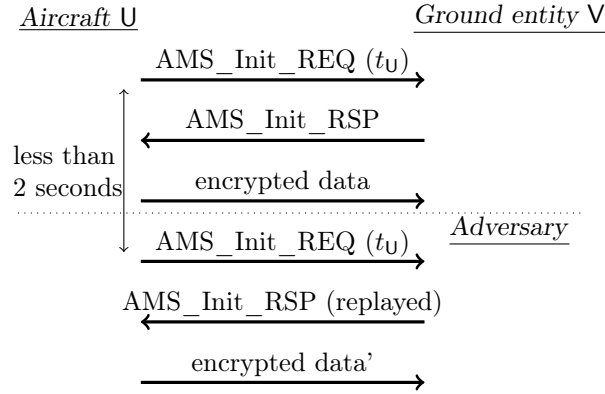 Aircraft U
Ground entity V
AMS_Init_REQ (tU)
AMS_Init_RSP
less than
2 seconds
encrypted data
Adversary
AMS_Init_REQ (tU)
AMS_Init_RSP (replayed)
encrypted data'